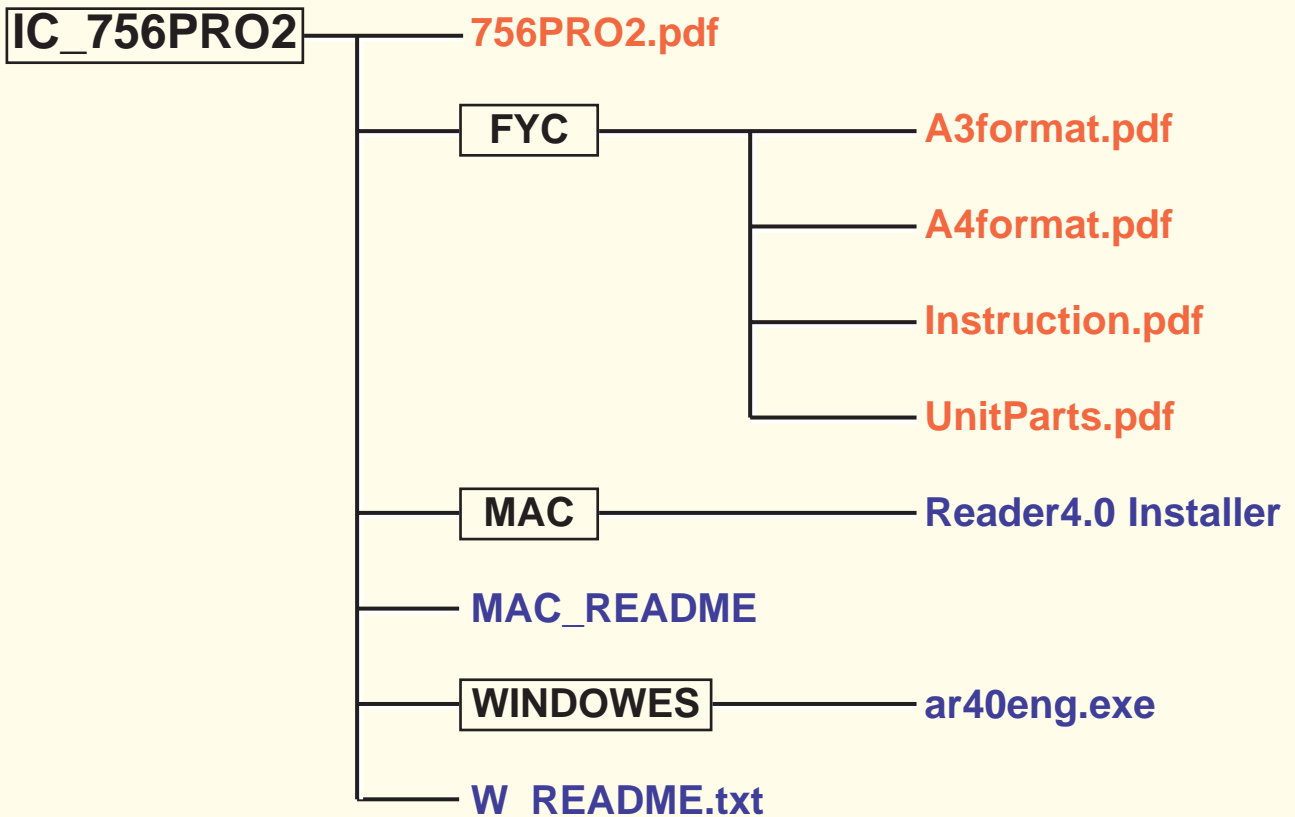 IC_756PRO2
756PRO2.pdf
FYC
A3format.pdf
A4format.pdf
Instruction.pdf
UnitParts.pdf
MAC
Reader4.0 Installer
MAC_README
WINDOWES
ar40eng.exe
W_README.txt